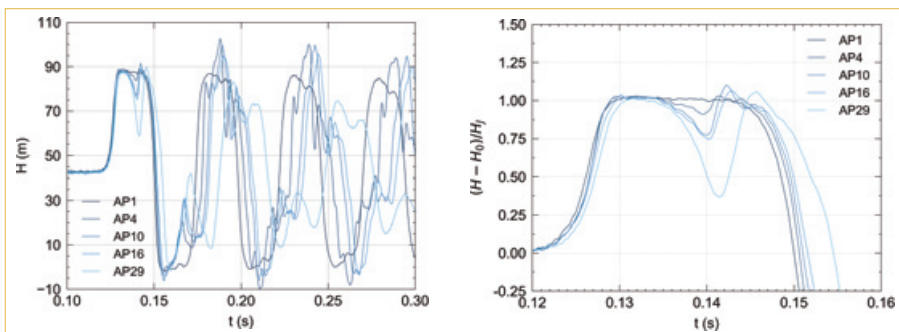 110
90
70
50
30
10
−10
H (m)
AP1
AP4
AP10
AP16
AP29
0.10
0.15
0.20
0.25
0.30
t (s)
1.50
1.25
1.00
0.75
0.50
0.25
0.00
-0.25
(H − H0)/HJ
AP1
AP4
AP10
AP16
AP29
0.12
0.13
0.14
0.15
0.16
t (s)